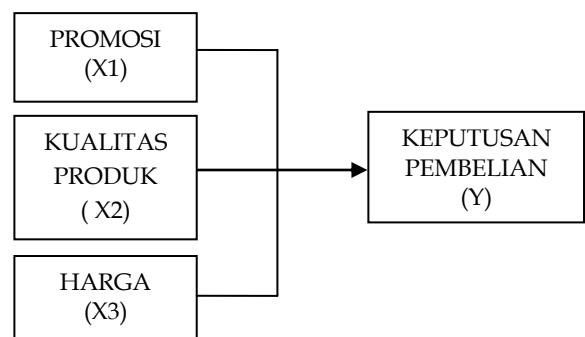 PROMOSI
(X1)
KUALITAS
PRODUK
( X2)
HARGA
(X3)
KEPUTUSAN
PEMBELIAN
(Y)